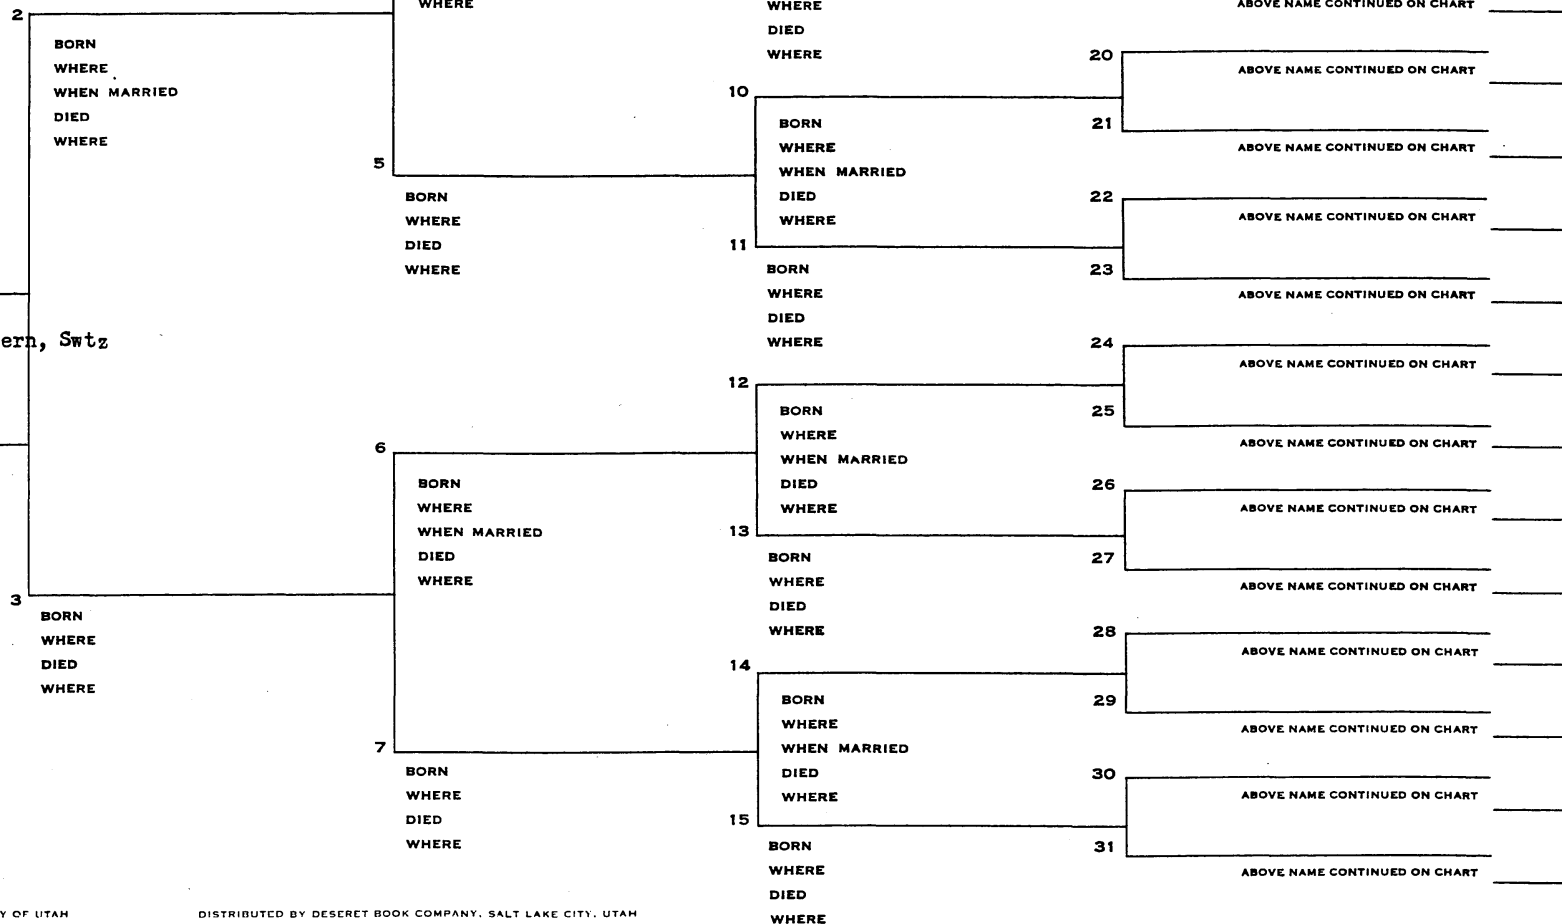 2
BORN
WHERE
WHEN MARRIED
DIED
WHERE
ern, Swtz
3
BORN
WHERE
DIED
WHERE
Y OF UTAH
DISTRIBUTED BY DESERET BOOK COMPANY, SALT LAKE CITY, UTAH
WHERE
5
BORN
WHERE
DIED
WHERE
6
BORN
WHERE
WHEN MARRIED
DIED
WHERE
7
BORN
WHERE
DIED
WHERE
WHERE
DIED
WHERE
10
BORN
WHERE
WHEN MARRIED
DIED
WHERE
11
BORN
WHERE
DIED
WHERE
12
BORN
WHERE
WHEN MARRIED
DIED
WHERE
13
BORN
WHERE
DIED
WHERE
14
BORN
WHERE
WHEN MARRIED
DIED
WHERE
15
BORN
WHERE
DIED
WHERE
ABOVE NAME CONTINUED ON CHART
20
ABOVE NAME CONTINUED ON CHART
21
ABOVE NAME CONTINUED ON CHART
22
ABOVE NAME CONTINUED ON CHART
23
ABOVE NAME CONTINUED ON CHART
24
ABOVE NAME CONTINUED ON CHART
25
ABOVE NAME CONTINUED ON CHART
26
ABOVE NAME CONTINUED ON CHART
27
ABOVE NAME CONTINUED ON CHART
28
ABOVE NAME CONTINUED ON CHART
29
ABOVE NAME CONTINUED ON CHART
30
ABOVE NAME CONTINUED ON CHART
31
ABOVE NAME CONTINUED ON CHART